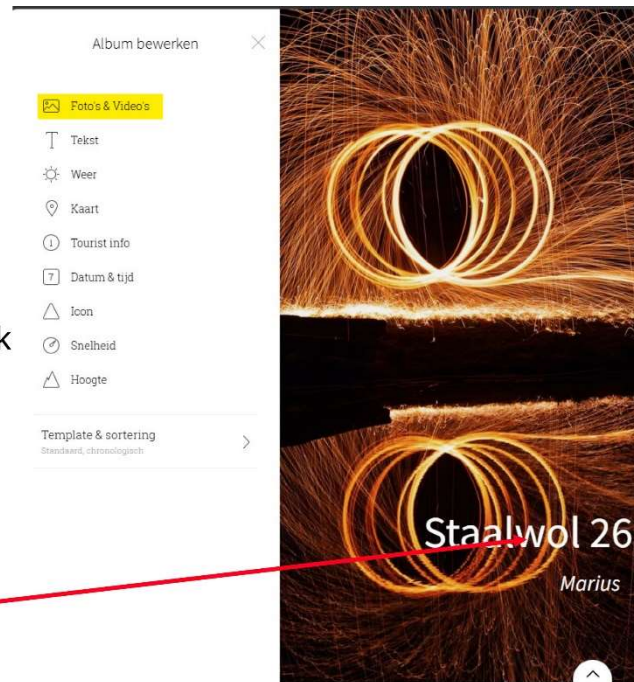 Album bewerken
Foto's & Video's
Tekst
Weer
Kaart
Tourist info
7 Datum & tijd
Icon
k
Snelheid
Hoogte
Template & sortering
Standaard, chronologisch
Staalwol 26
Marius